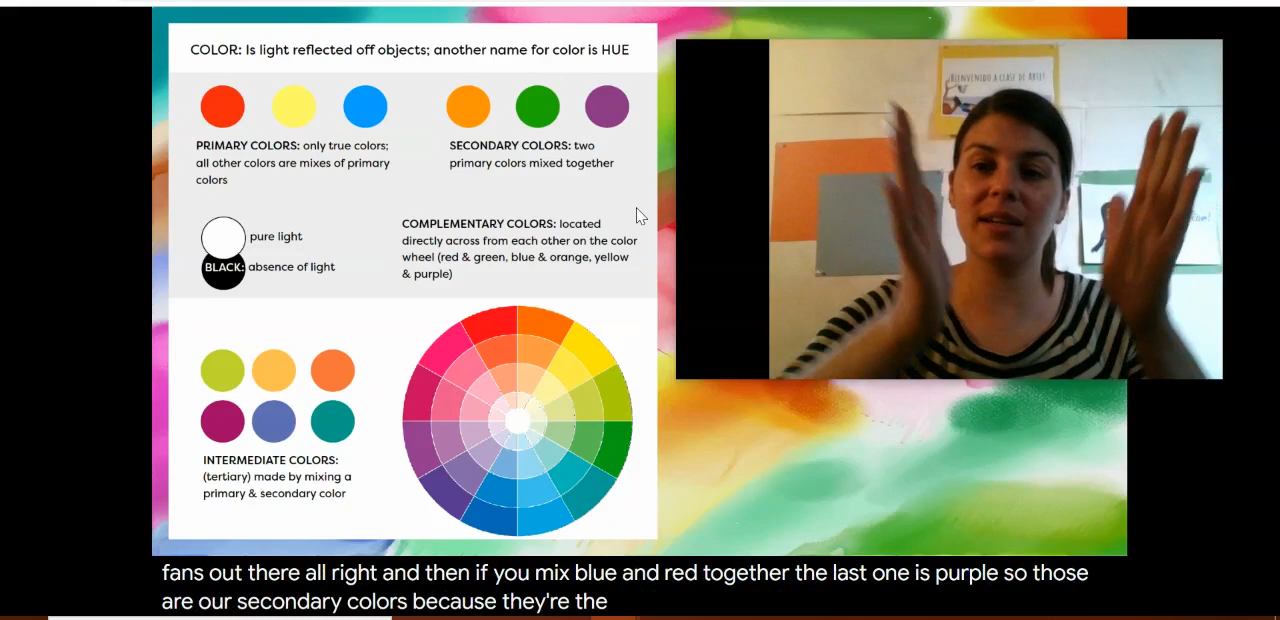 COLOR: Is light reflected off objects; another name for color is HUE
PRIMARY COLORS: only true colors;
all other colors are mixes of primary
colors
SECONDARY COLORS: two
primary colors mixed together
pure light
BLACK: absence of light
COMPLEMENTARY COLORS: located
directly across from each other on the color
wheel (red & green, blue & orange, yellow
& purple)
INTERMEDIATE COLORS:
(tertiary) made by mixing a
primary & secondary color
¡BIENVENIDO A CLASE DE ARTE!
fans out there all right and then if you mix blue and red together the last one is purple so those
are our secondary colors because they're the